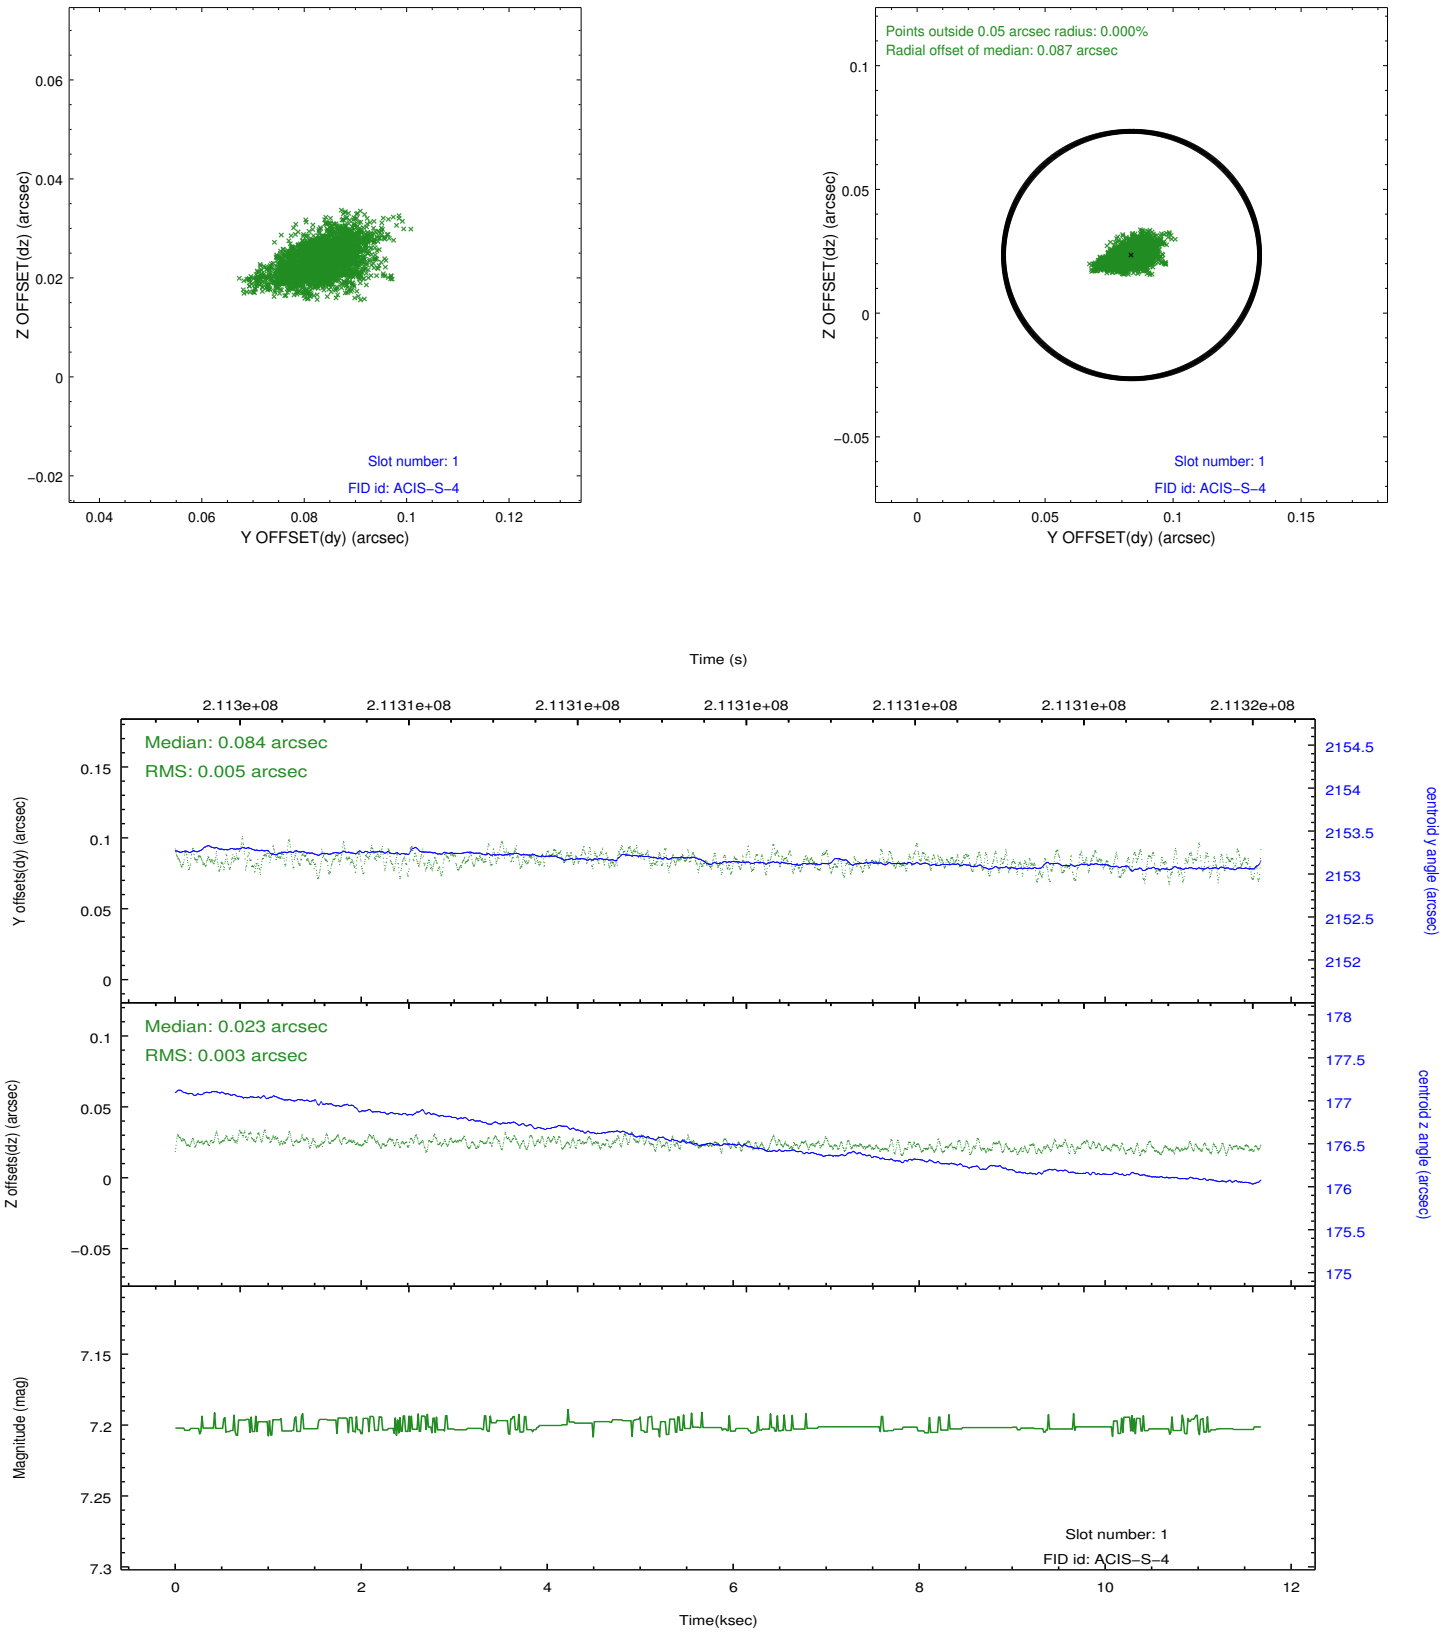 0.06
0.04
0.02
0
−0.02
0.04
0.06
0.08
0.1
0.12
Z OFFSET(dz) (arcsec)
Y OFFSET(dy) (arcsec)
Slot number: 1
FID id: ACIS−S−4
Points outside 0.05 arcsec radius: 0.000%
Radial offset of median: 0.087 arcsec
0.1
0.05
0
−0.05
0
0.05
0.1
0.15
Z OFFSET(dz) (arcsec)
Y OFFSET(dy) (arcsec)
Slot number: 1
FID id: ACIS−S−4
Time (s)
2.113e+08
2.1131e+08
2.1131e+08
2.1131e+08
2.1131e+08
2.1131e+08
2.1132e+08
Median: 0.084 arcsec
RMS: 0.005 arcsec
0.15
0.1
0.05
0
Y offsets(dy) (arcsec)
2154.5
2154
2153.5
2153
2152.5
2152
centroid y angle (arcsec)
Median: 0.023 arcsec
RMS: 0.003 arcsec
0.1
0.05
0
−0.05
Z offsets(dz) (arcsec)
178
177.5
177
176.5
176
175.5
175
centroid z angle (arcsec)
7.15
7.2
7.25
7.3
Magnitude (mag)
Slot number: 1
FID id: ACIS−S−4
0
2
4
6
8
10
12
Time(ksec)